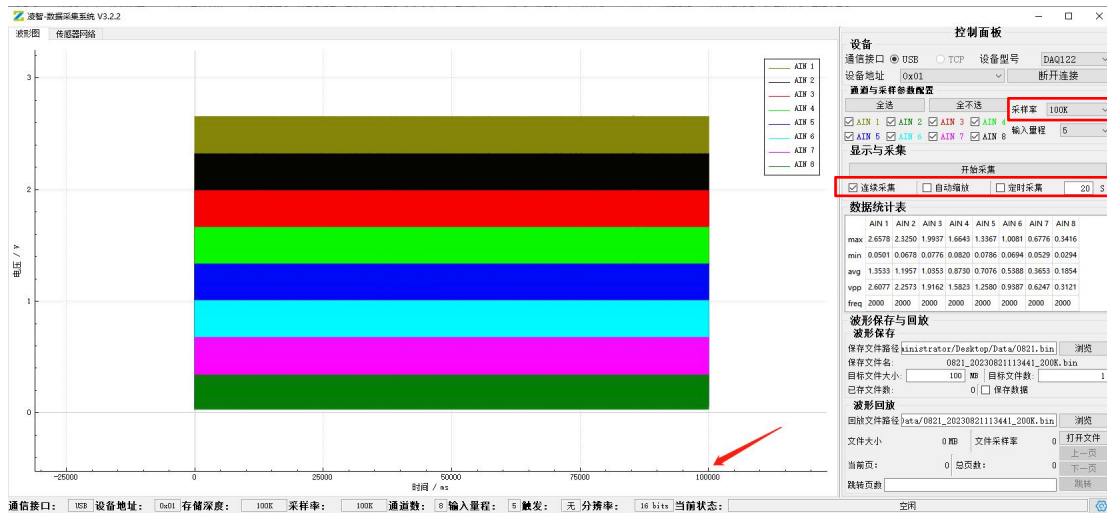 凌智-数据采集系统 V3.2.2
波形图 传感器网络
3
2
1
0
电压 / V
-25000 0 25000 50000 75000 100000
时间 / ms
AIN 1
AIN 2
AIN 3
AIN 4
AIN 5
AIN 6
AIN 7
AIN 8
控制面板
设备
通信接口 USB TCP 设备型号 DAQ122
设备地址 0x01 断开连接
通道与采样参数配置
全选 全不选 采样率 100K
AIN 1 AIN 2 AIN 3 AIN 4
AIN 5 AIN 6 AIN 7 AIN 8 输入量程 5
显示与采集
开始采集
连续采集 自动缩放 定时采集 20 S
数据统计表
AIN 1 AIN 2 AIN 3 AIN 4 AIN 5 AIN 6 AIN 7 AIN 8
max 2.6578 2.3250 1.9937 1.6643 1.3367 1.0081 0.6776 0.3416
min 0.0501 0.0678 0.0776 0.0820 0.0786 0.0694 0.0529 0.0294
avg 1.3533 1.1957 1.0353 0.8730 0.7076 0.5388 0.3653 0.1854
vpp 2.6077 2.2573 1.9162 1.5823 1.2580 0.9387 0.6247 0.3121
freq 2000 2000 2000 2000 2000 2000 2000 2000
波形保存与回放
波形保存
保存文件路径 ainistrator/Desktop/Data/0821.bin 浏览
保存文件名: 0821_20230821113441_200K.bin
目标文件大小: 100 MB 目标文件数: 1
已存文件数: 0 保存数据
波形回放
回放文件路径 Data/0821_20230821113441_200K.bin 浏览
文件大小 0 MB 文件采样率 0 打开文件
上一页
当前页: 0 总页数: 0 下一页
跳转页数 跳转
通信接口: USB 设备地址: 0x01 存储深度: 100K 采样率: 100K 通道数: 8 输入量程: 5 触发: 无 分辨率: 16 bits 当前状态: 空闲